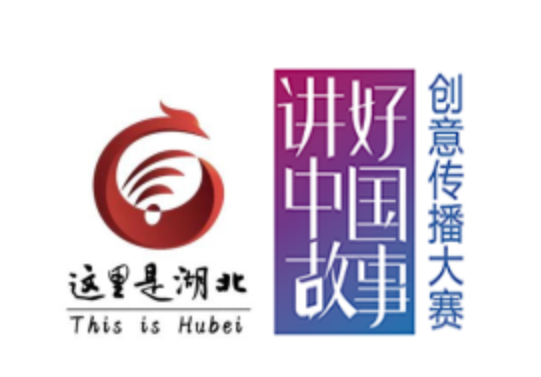 这里是湖北
This is Hubei
讲好
中国
故事
创意传播大赛